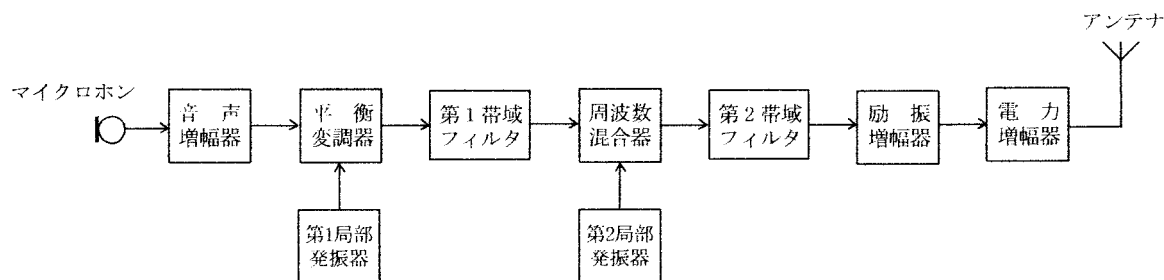 アンテナ
マイクロホン
音声
増幅器
平衡
変調器
第1帯域
フィルタ
周波数
混合器
第2帯域
フィルタ
励振
増幅器
電力
増幅器
第1局部
発振器
第2局部
発振器